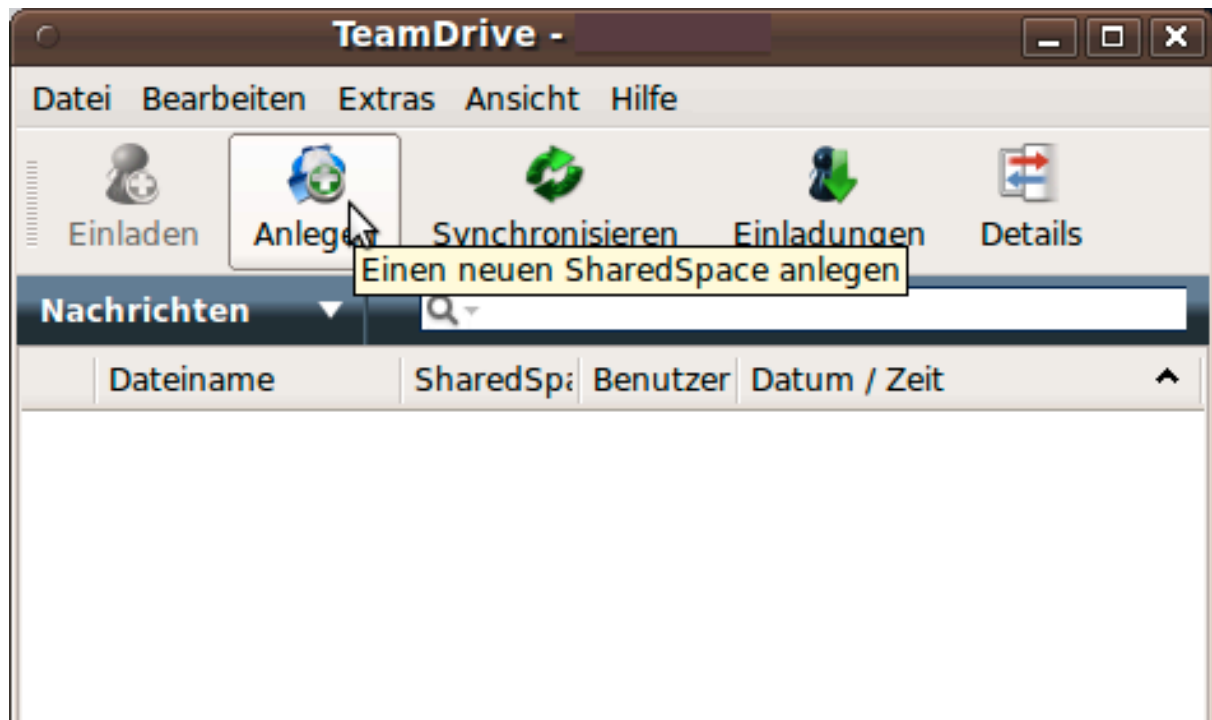 TeamDrive -
Datei Bearbeiten Extras Ansicht Hilfe
Einladen Anlegen Synchronisieren Einladungen Details
Einen neuen SharedSpace anlegen
Nachrichten
Dateiname SharedSpa Benutzer Datum / Zeit